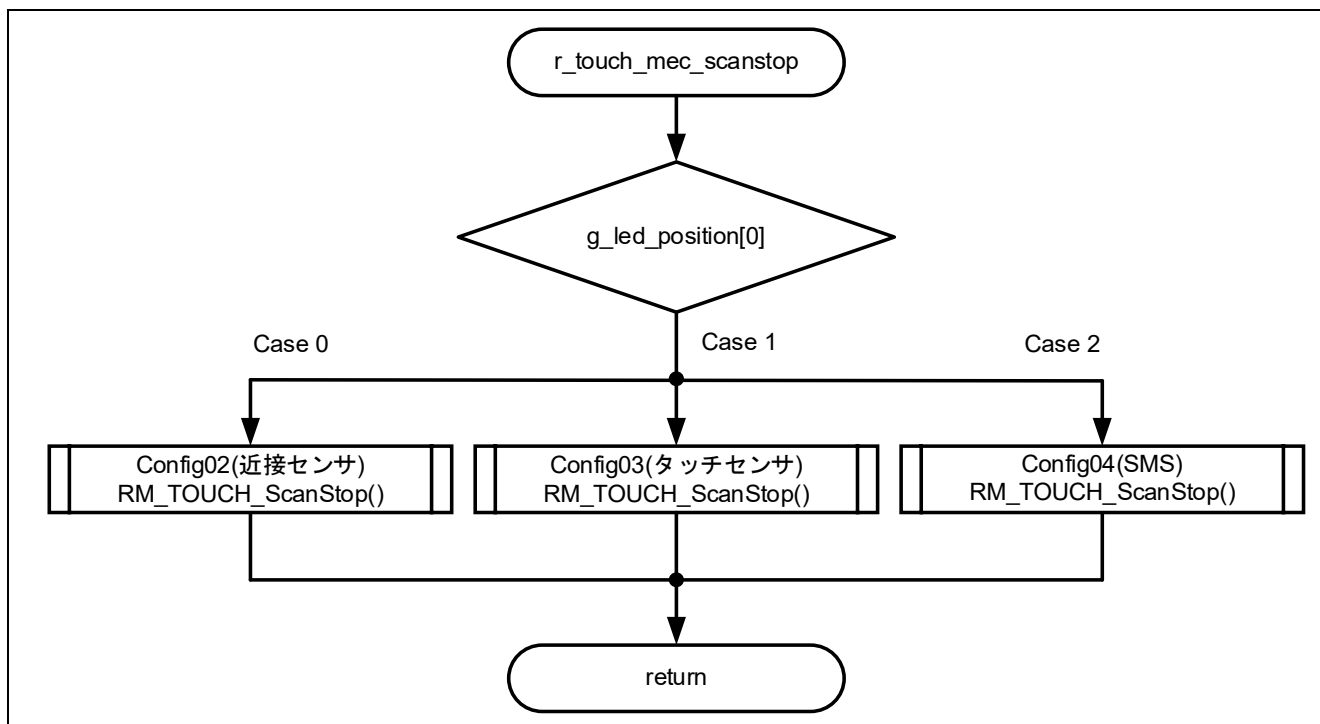 r_touch_mec_scanstop
g_led_position[0]
Case 0
Case 1
Case 2
Config02(近接センサ)
RM_TOUCH_ScanStop()
Config03(タッチセンサ)
RM_TOUCH_ScanStop()
Config04(SMS)
RM_TOUCH_ScanStop()
return